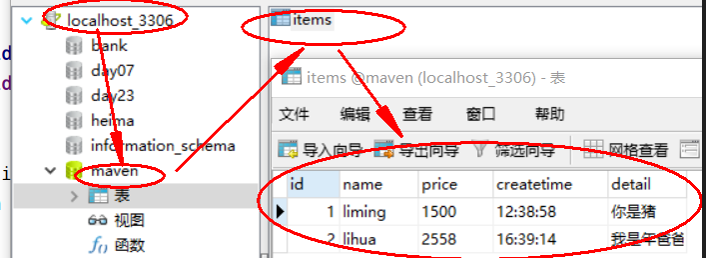 localhost_3306
bank
day07
day23
heima
information_schema
maven
表
视图
函数
items
items @maven (localhost_3306) - 表
文件 编辑 查看 窗口 帮助
导入向导 导出向导 筛选向导 网格查看
id name price createtime detail
1 liming 1500 12:38:58 你是猪
2 lihua 2558 16:39:14 我是年爸爸